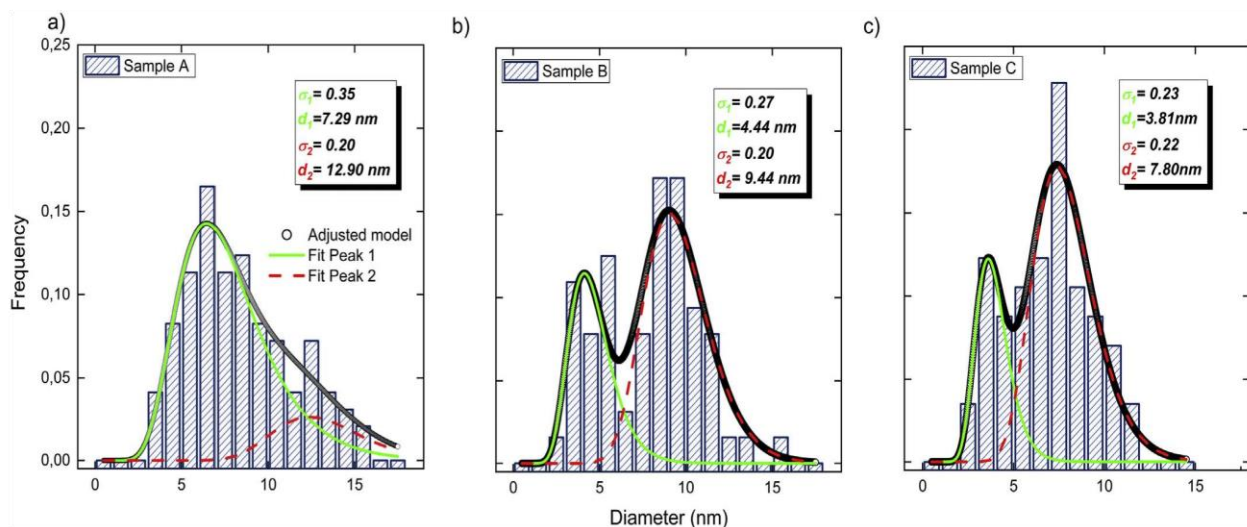 a)
0,25
0,20
0,15
0,10
0,05
0,00
Frequency
Sample A
σ1= 0.35
d1=7.29 nm
σ2= 0.20
d2= 12.90 nm
Adjusted model
Fit Peak 1
Fit Peak 2
0 5 10 15
b)
Sample B
σ1= 0.27
d1=4.44 nm
σ2= 0.20
d2= 9.44 nm
0 5 10 15
Diameter (nm)
c)
Sample C
σ1= 0.23
d1=3.81nm
σ2= 0.22
d2= 7.80nm
0 5 10 15